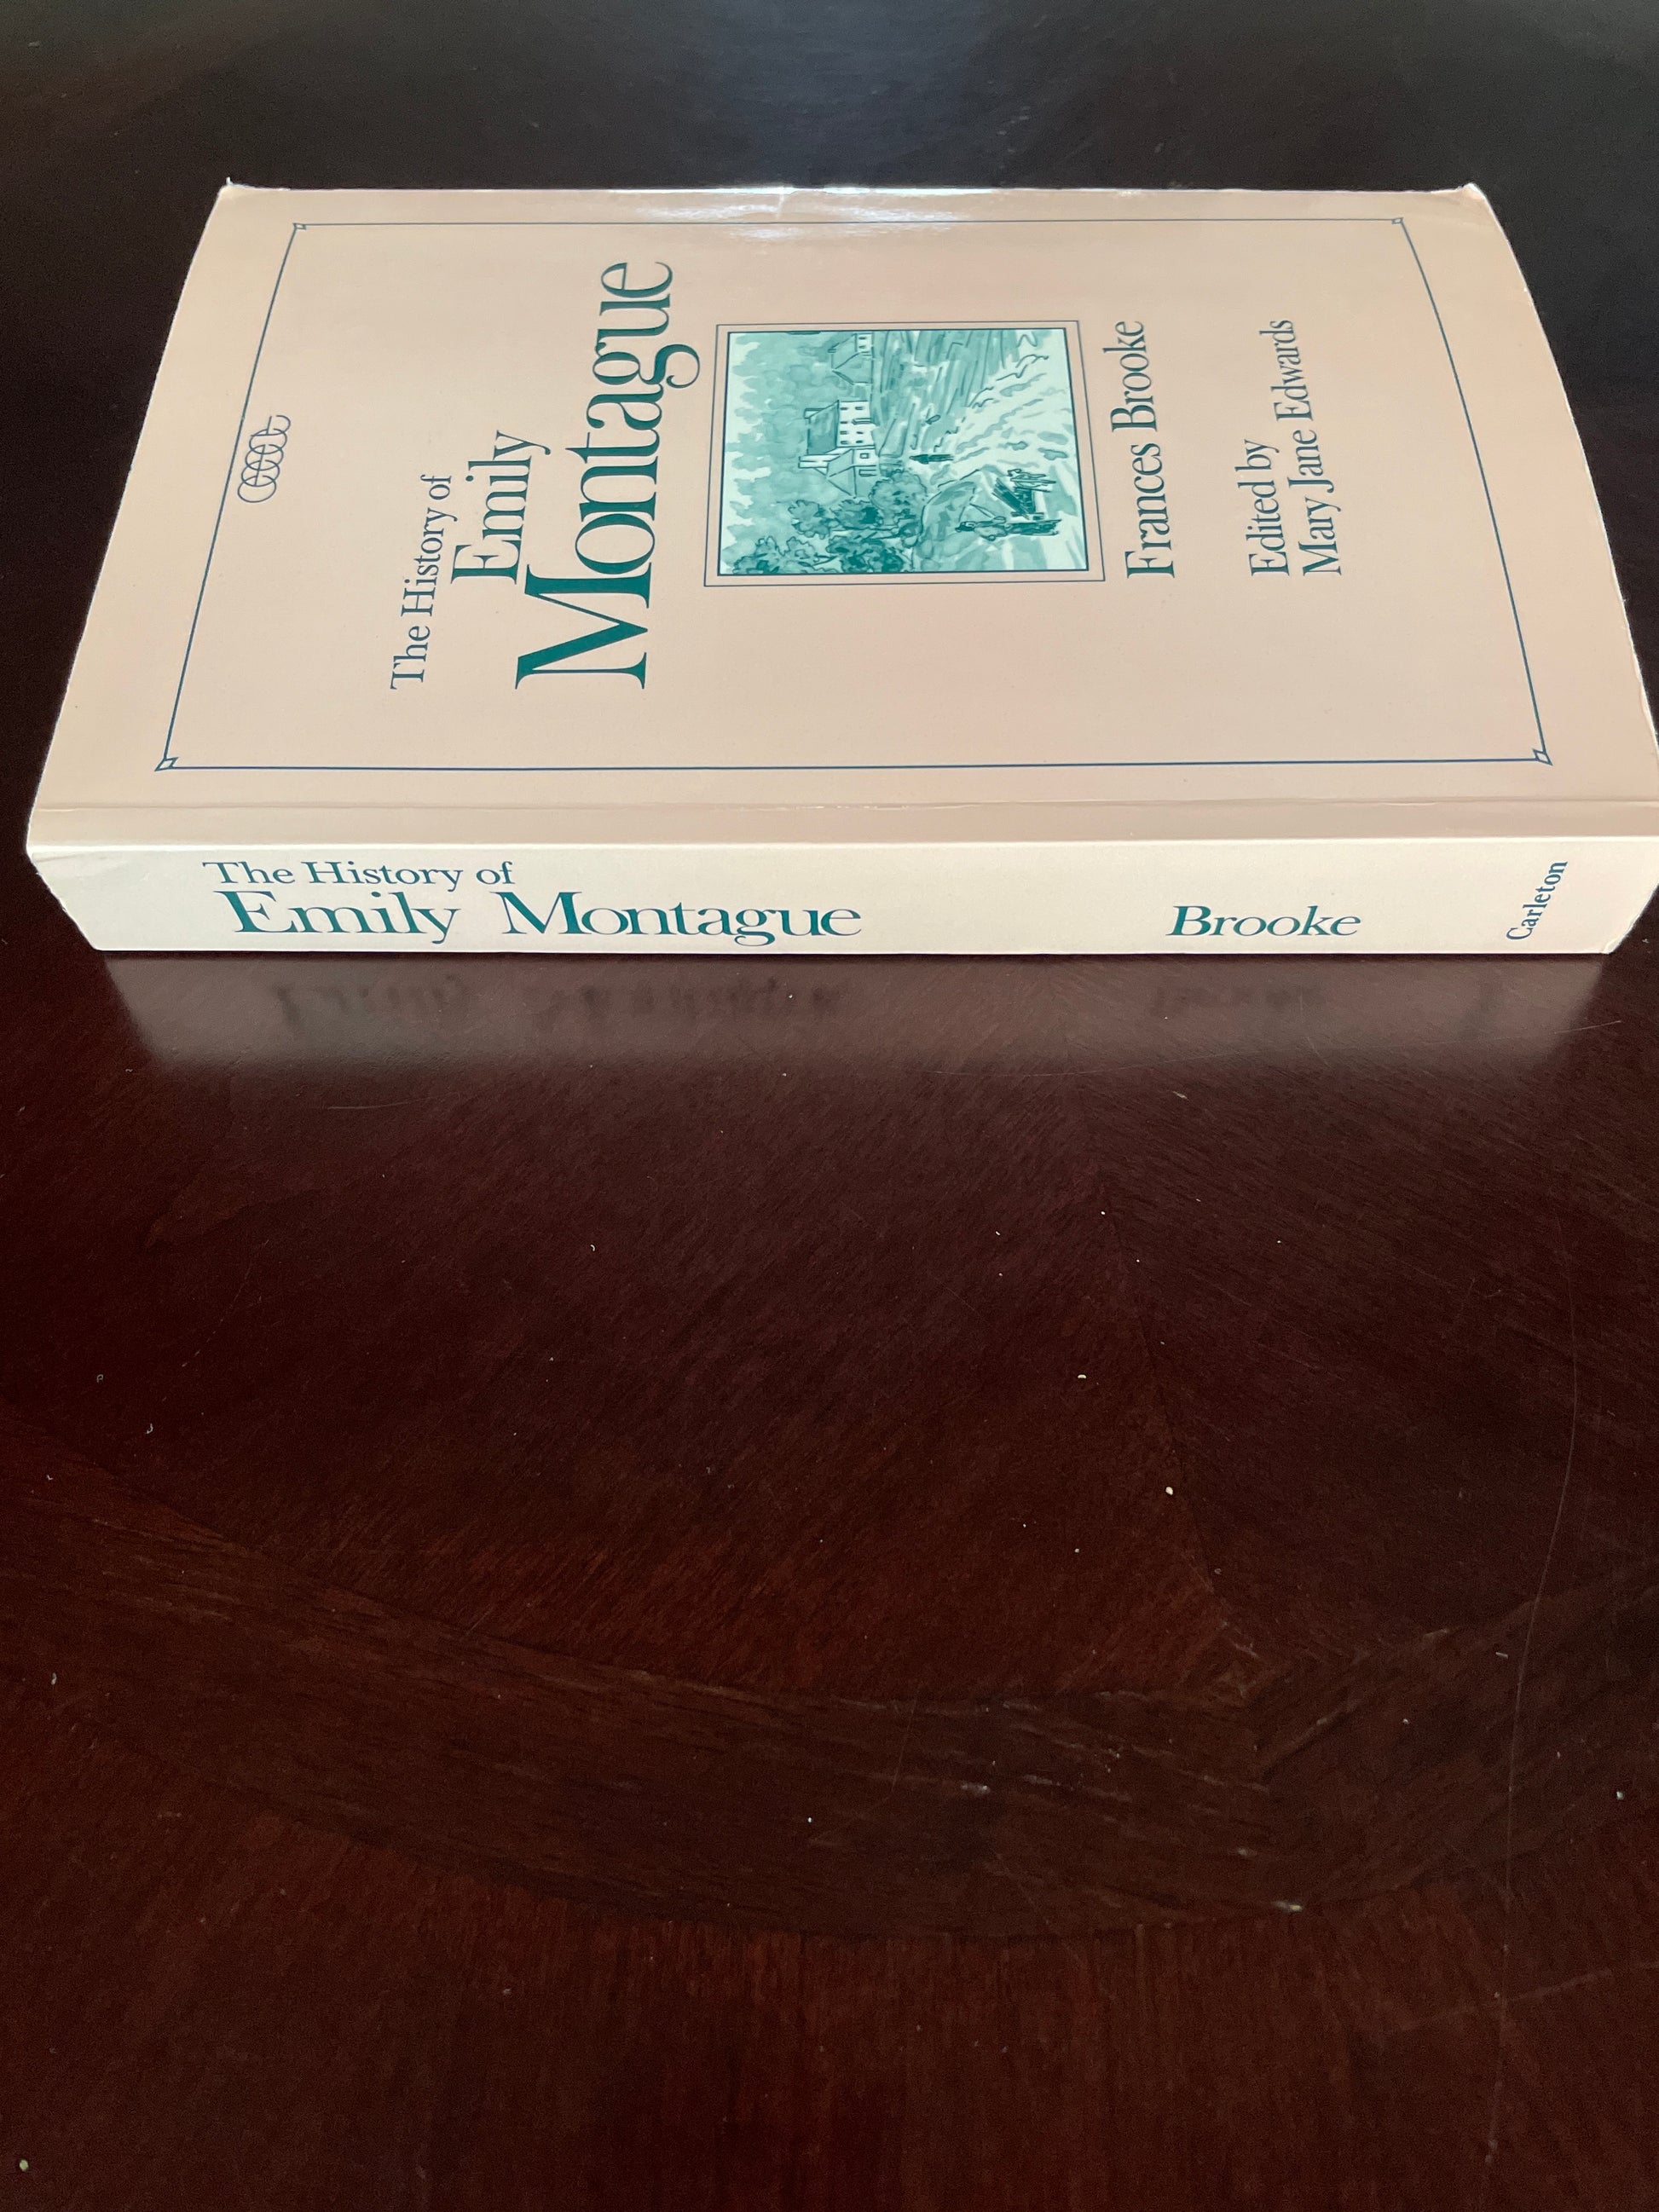 ceect
The History of
Emily
Montague
Frances Brooke
Edited by
Mary Jane Edwards
The History of
Emily Montague
Brooke
Carleton